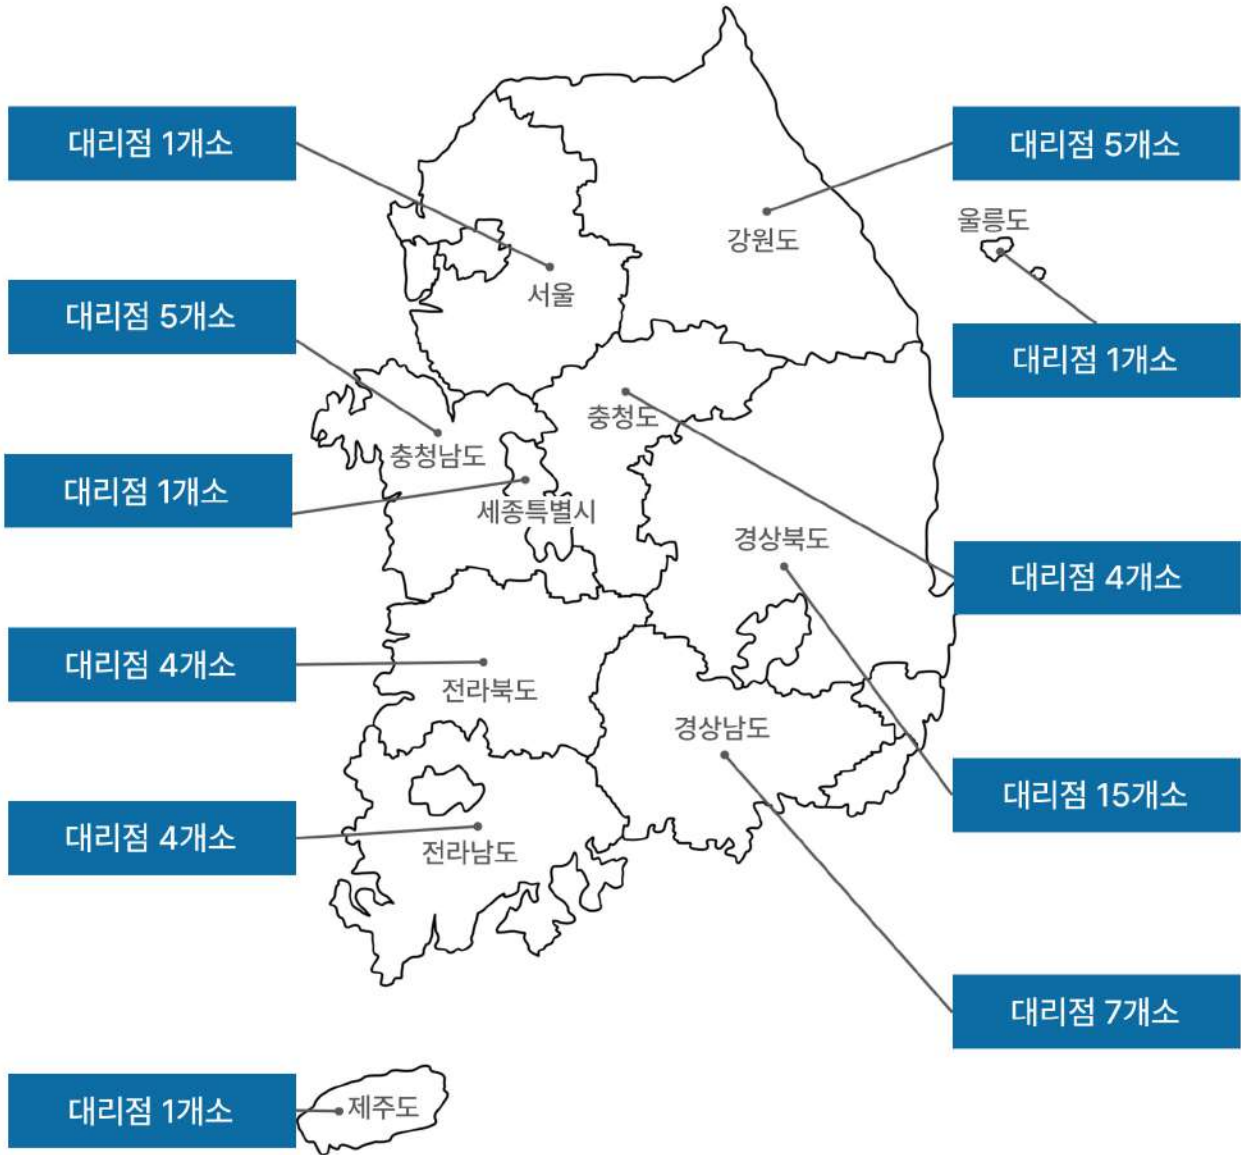 대리점 1개소
대리점 5개소
강원도
울릉도
서울
대리점 5개소
대리점 1개소
충청도
충청남도
대리점 1개소
세종특별시
경상북도
대리점 4개소
대리점 4개소
전라북도
경상남도
대리점 15개소
대리점 4개소
전라남도
대리점 7개소
대리점 1개소
제주도